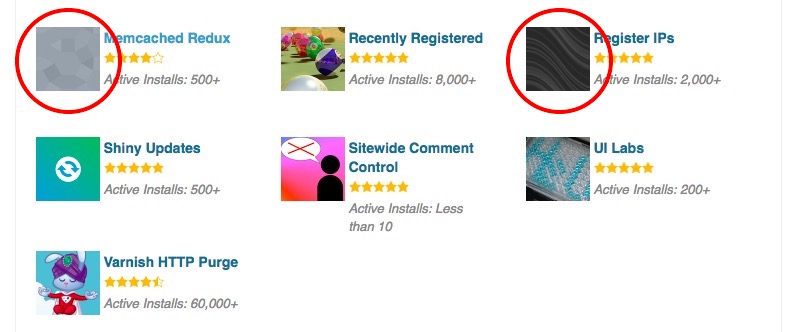 Memcached Redux
Active Installs: 500+
Recently Registered
Active Installs: 8,000+
Register IPs
Active Installs: 2,000+
Shiny Updates
Active Installs: 500+
Sitewide Comment
Control
Active Installs: Less
than 10
UI Labs
Active Installs: 200+
Varnish HTTP Purge
Active Installs: 60,000+